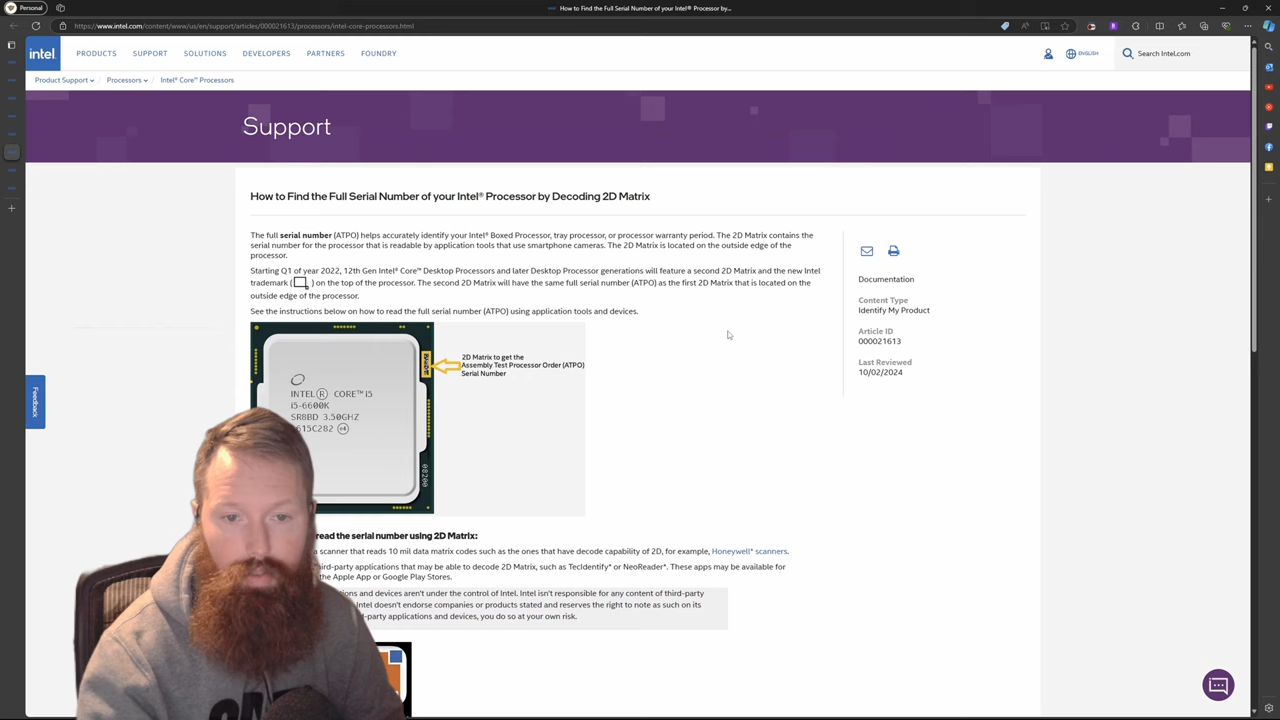 Personal
How to Find the Full Serial Number of your Intel® Processor by...
https://www.intel.com/content/www/us/en/support/articles/000021613/processors/intel-core-processors.html
intel.
PRODUCTS
SUPPORT
SOLUTIONS
DEVELOPERS
PARTNERS
FOUNDRY
ENGLISH
Search Intel.com
Product Support / Processors / Intel® Core™ Processors
Support
How to Find the Full Serial Number of your Intel® Processor by Decoding 2D Matrix
The full serial number (ATPO) helps accurately identify your Intel® Boxed Processor, tray processor, or processor warranty period. The 2D Matrix contains the
serial number for the processor that is readable by application tools that use smartphone cameras. The 2D Matrix is located on the outside edge of the
processor.
Starting Q1 of year 2022, 12th Gen Intel® Core™ Desktop Processors and later Desktop Processor generations will feature a second 2D Matrix and the new Intel
trademark ( ) on the top of the processor. The second 2D Matrix will have the same full serial number (ATPO) as the first 2D Matrix that is located on the
outside edge of the processor.
See the instructions below on how to read the full serial number (ATPO) using application tools and devices.
Documentation
Content Type
Identify My Product
Article ID
000021613
Last Reviewed
10/02/2024
Feedback
2D Matrix to get the
Assembly Test Processor Order (ATPO)
Serial Number
INTEL® CORE™ i5
i5-6600K
SR8BD 3.50GHZ
615C282 e4
08200
read the serial number using 2D Matrix:
a scanner that reads 10 mil data matrix codes such as the ones that have decode capability of 2D, for example, Honeywell* scanners.
ird-party applications that may be able to decode 2D Matrix, such as TecIdentify* or NeoReader*. These apps may be available for
the Apple App or Google Play Stores.
tions and devices aren't under the control of Intel. Intel isn't responsible for any content of third-party
Intel doesn't endorse companies or products stated and reserves the right to note as such on its
-party applications and devices, you do so at your own risk.